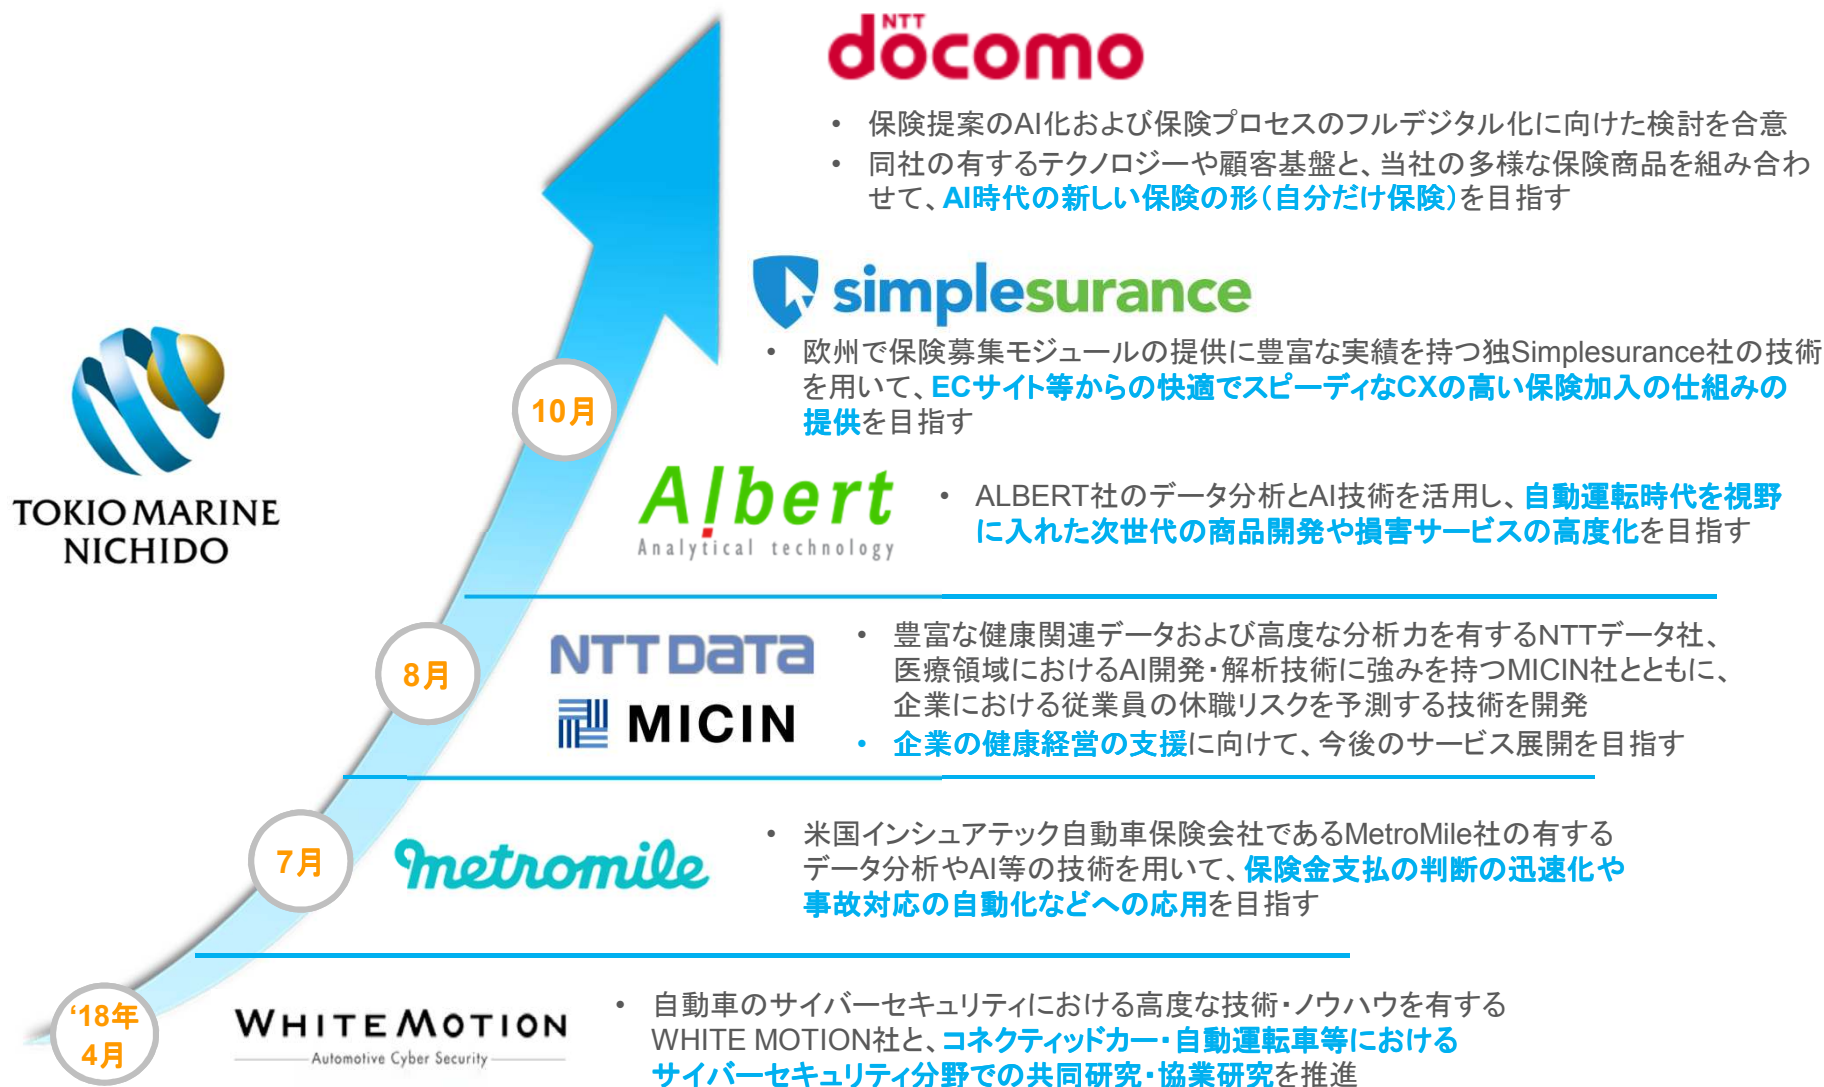 NTT
döcomo
• 保険提案のAI化および保険プロセスのフルデジタル化に向けた検討を合意
• 同社の有するテクノロジーや顧客基盤と、当社の多様な保険商品を組み合わ
せて、AI時代の新しい保険の形（自分だけ保険）を目指す
simplesurance
• 欧州で保険募集モジュールの提供に豊富な実績を持つ独Simplesurance社の技術
を用いて、ECサイト等からの快適でスピーディなCXの高い保険加入の仕組みの
提供を目指す
10月
TOKIO MARINE
NICHIDO
A!bert
Analytical technology
• ALBERT社のデータ分析とAI技術を活用し、自動運転時代を視野
に入れた次世代の商品開発や損害サービスの高度化を目指す
8月
NTT DATA
MICIN
• 豊富な健康関連データおよび高度な分析力を有するNTTデータ社、
医療領域におけるAI開発・解析技術に強みを持つMICIN社とともに、
企業における従業員の休職リスクを予測する技術を開発
• 企業の健康経営の支援に向けて、今後のサービス展開を目指す
7月
metromile
• 米国インシュアテック自動車保険会社であるMetroMile社の有する
データ分析やAI等の技術を用いて、保険金支払の判断の迅速化や
事故対応の自動化などへの応用を目指す
‘18年
4月
WHITE MOTION
Automotive Cyber Security
• 自動車のサイバーセキュリティにおける高度な技術・ノウハウを有する
WHITE MOTION社と、コネクティッドカー・自動運転車等における
サイバーセキュリティ分野での共同研究・協業研究を推進